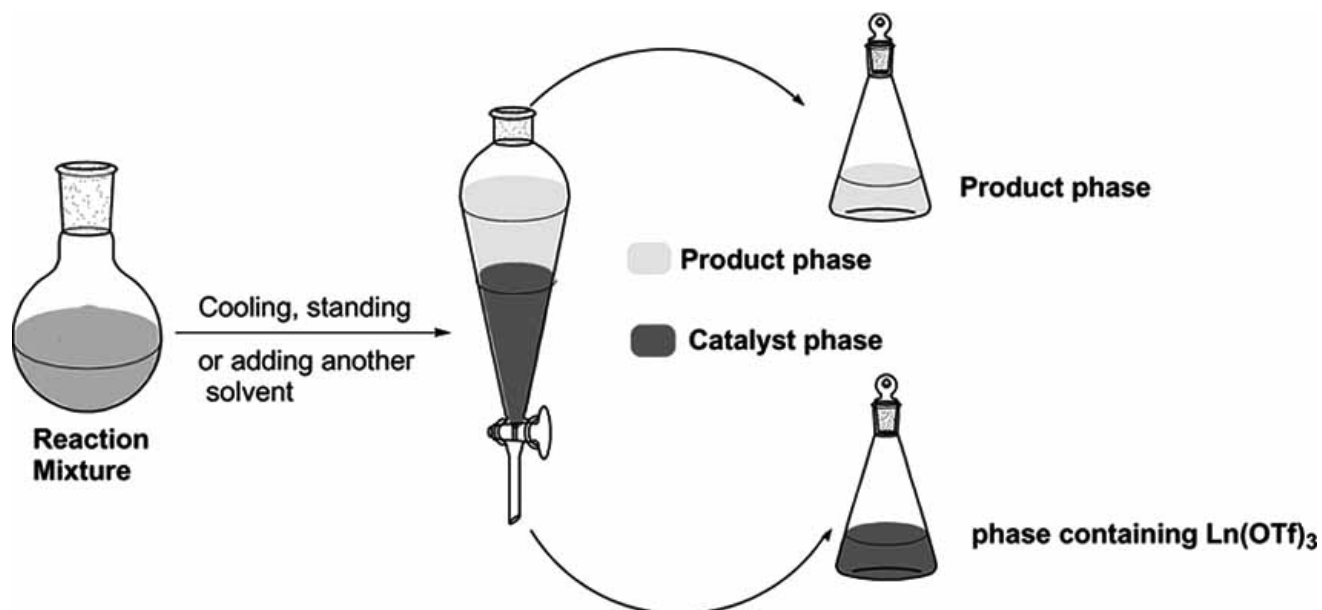 Reaction
Mixture
Cooling, standing
or adding another
solvent
Product phase
Catalyst phase
Product phase
phase containing Ln(OTf)3